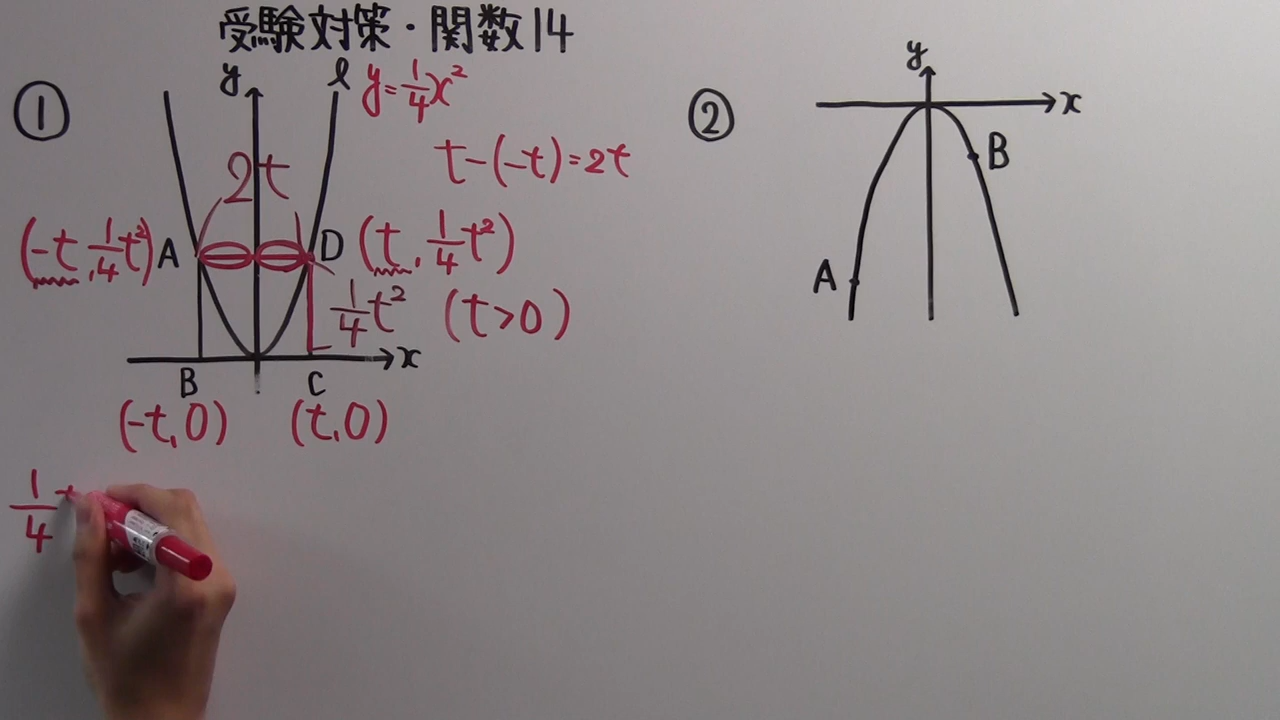 受験対策・関数14
①
y
l
y=1/4x²
t-(-t)=2t
2t
(-t,1/4t²)
A
D
(t,1/4t²)
1/4t²
(t>0)
x
B
C
(-t,0)
(t,0)
1/4t
②
y
x
B
A